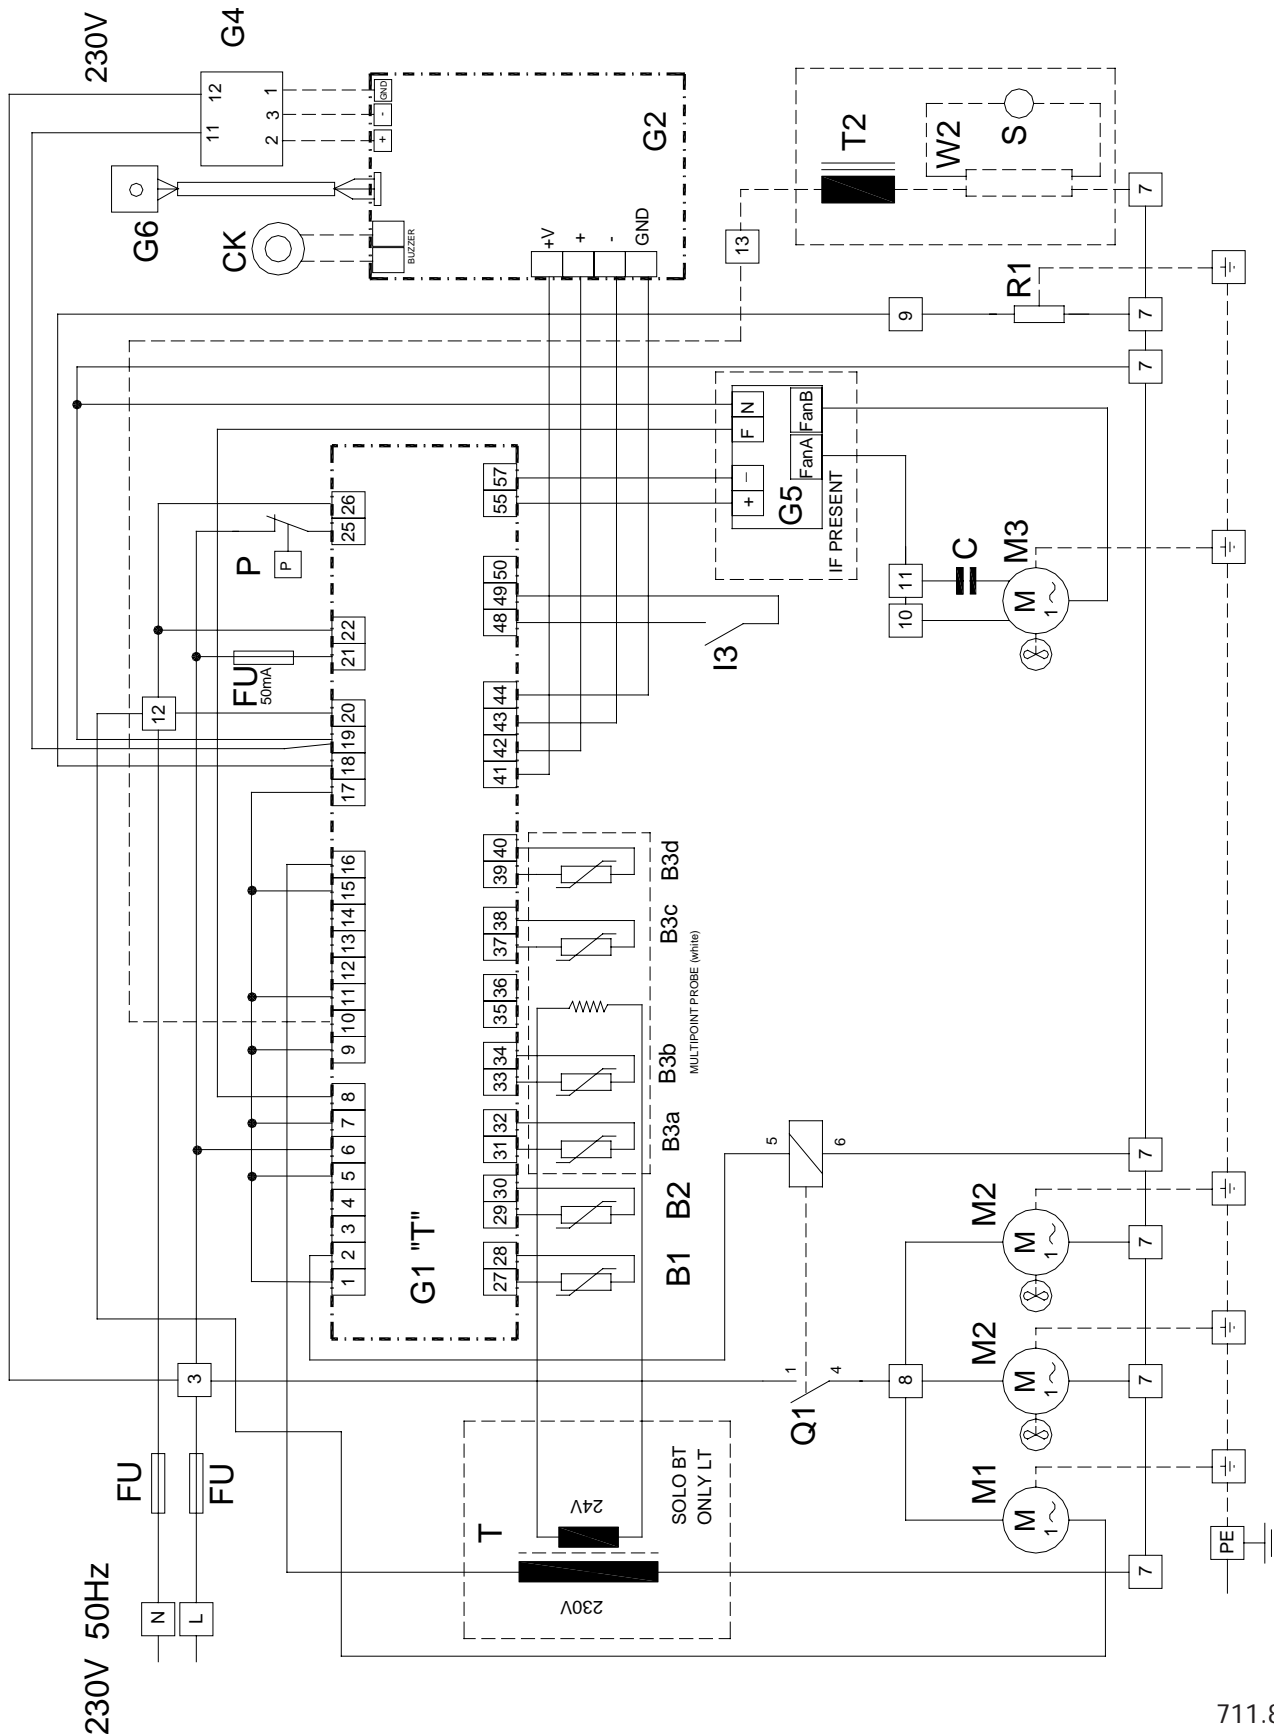 230V 50Hz
N
L
FU
FU
3
12
FU
50mA
P
P
230V
G4
11
12
2
3
1
G6
CK
BUZZER
+
-
GND
G2
+V
+
-
GND
G1 "T"
1
2
3
4
5
6
7
8
9
10
11
12
13
14
15
16
17
18
19
20
21
22
25
26
27
28
29
30
31
32
33
34
35
36
37
38
39
40
41
42
43
44
48
49
50
55
57
B1
B2
B3a
B3b
B3c
B3d
MULTIPOINT PROBE (white)
T
230V
24V
SOLO BT
ONLY LT
I3
+
–
F
N
G5
FanA
FanB
IF PRESENT
13
T2
W2
S
9
R1
10
11
C
M
1~
M3
Q1
1
4
5
6
8
M1
M
1~
M2
M
1~
M2
M
1~
7
7
7
7
7
7
7
PE
711.8